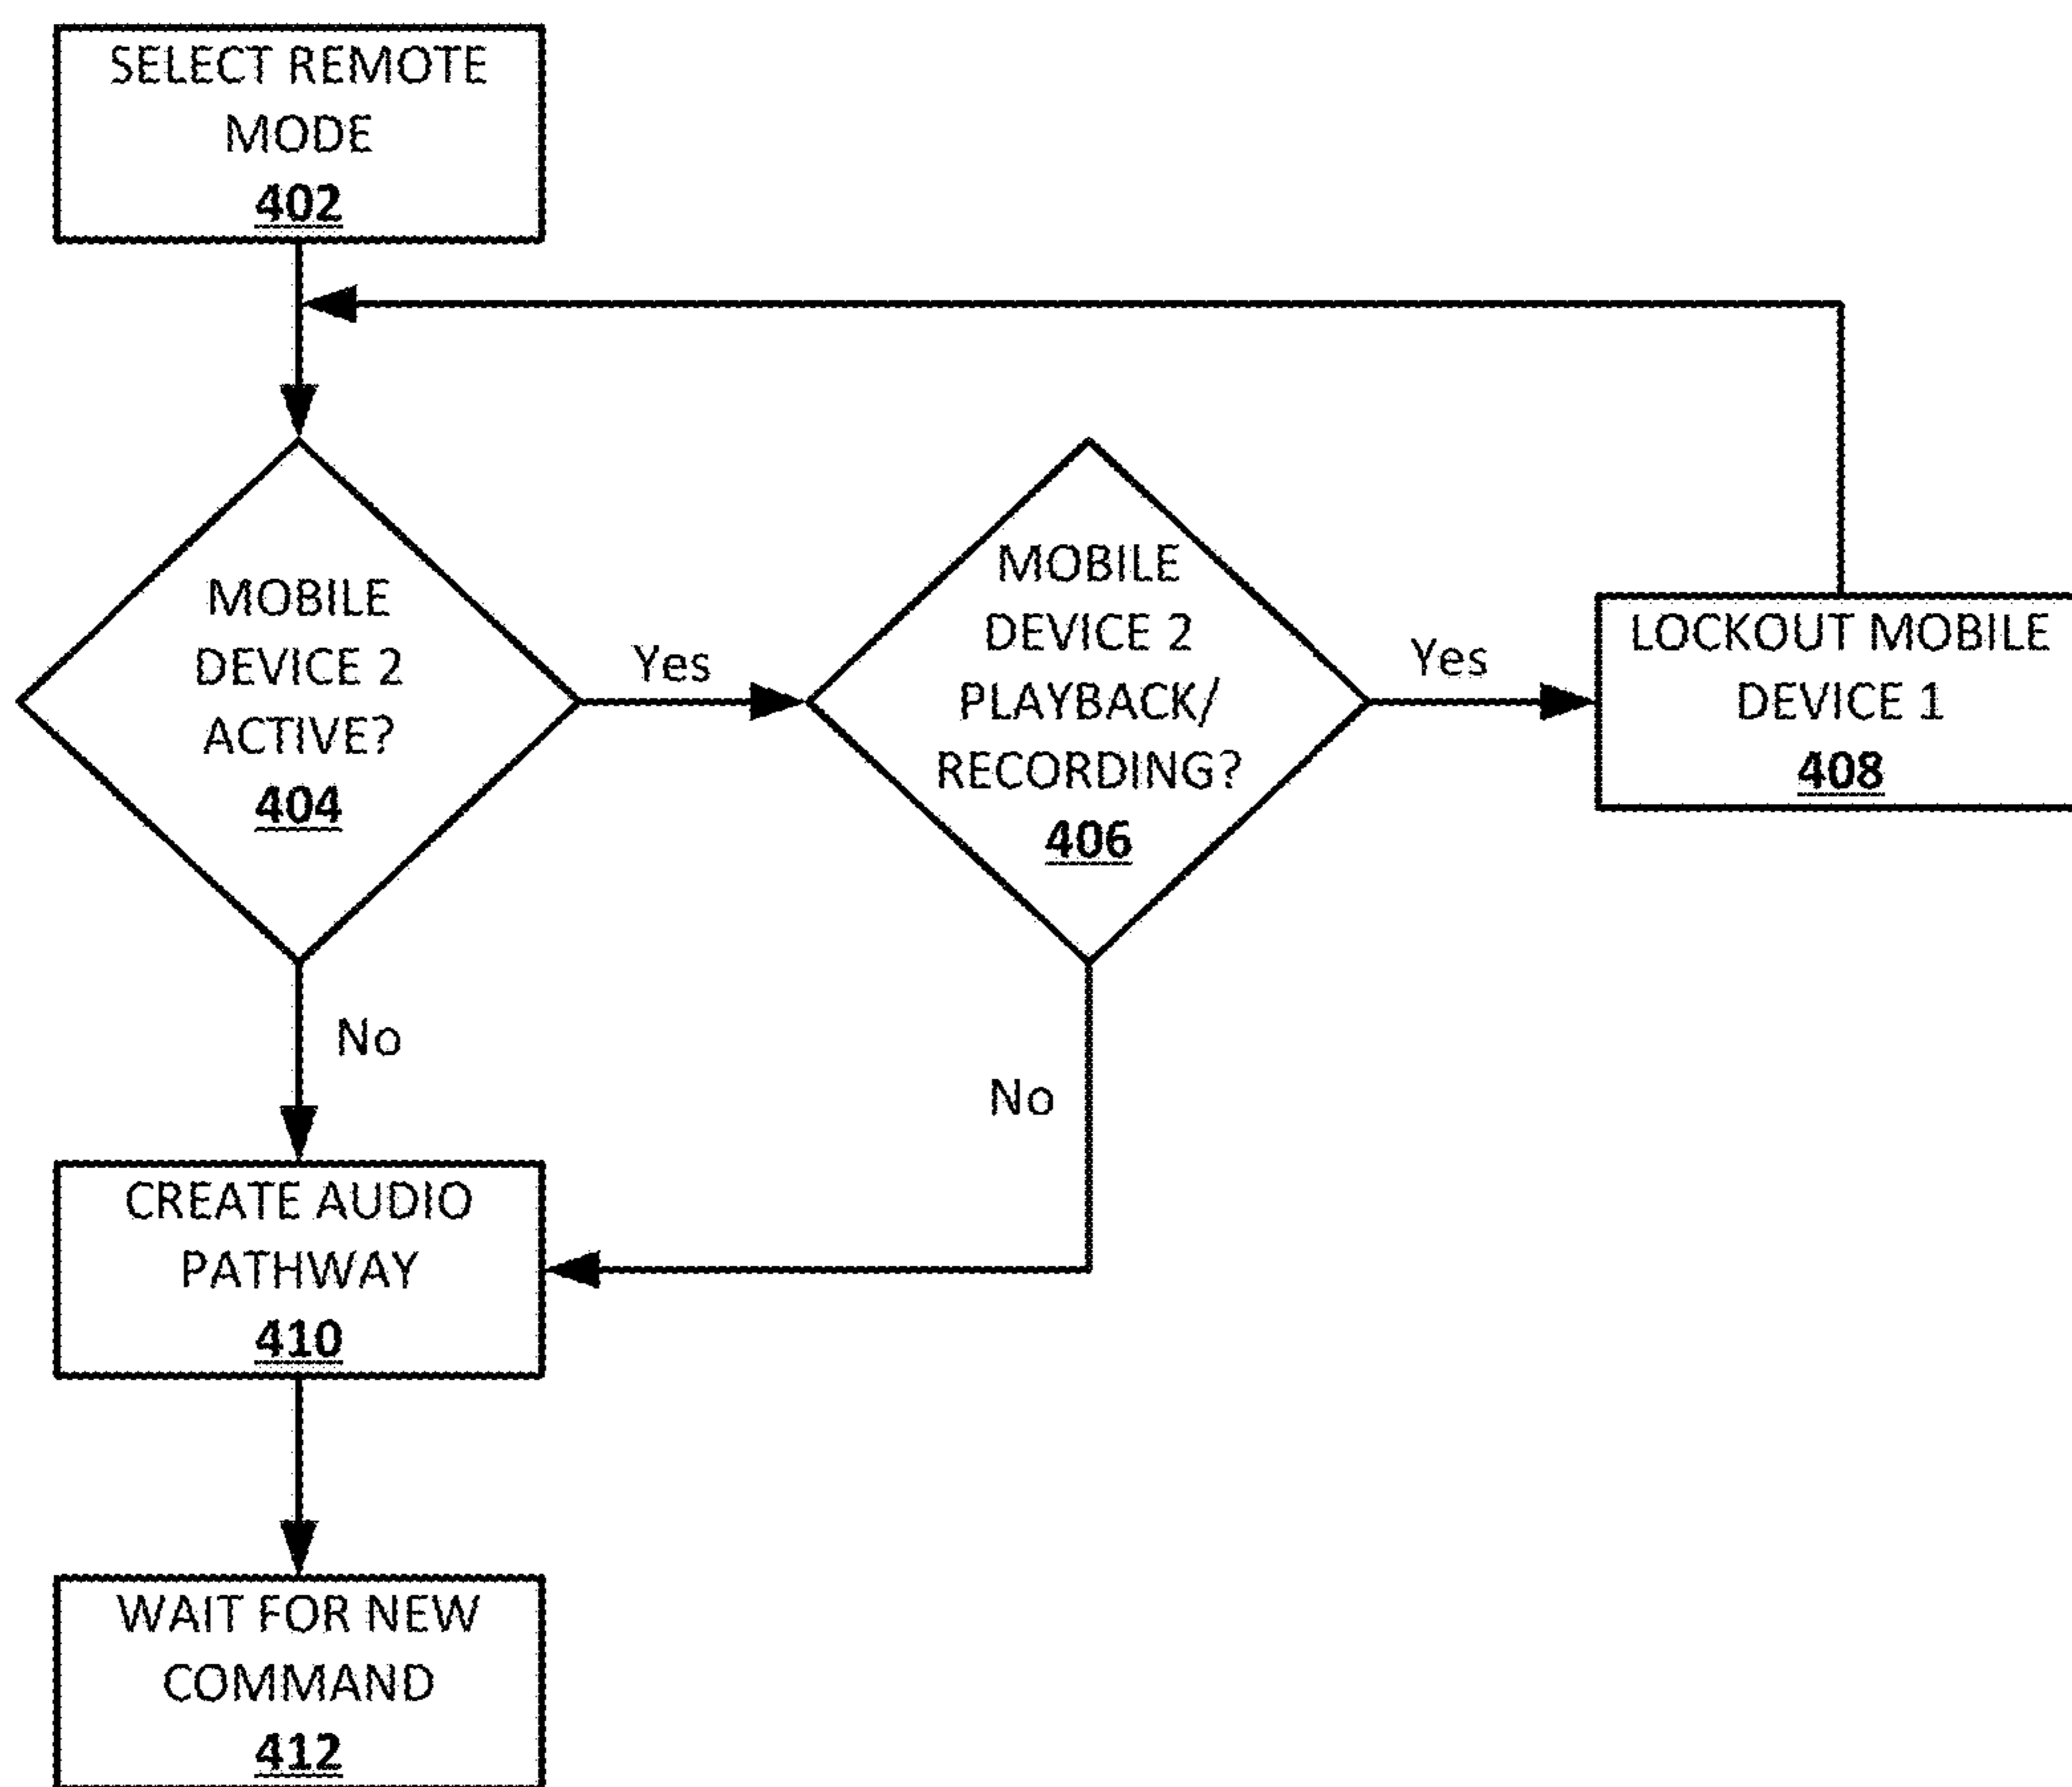 SELECT REMOTE
MODE
402
MOBILE
DEVICE 2
ACTIVE?
404
Yes
MOBILE
DEVICE 2
PLAYBACK/
RECORDING?
406
Yes
LOCKOUT MOBILE
DEVICE 1
408
No
No
CREATE AUDIO
PATHWAY
410
WAIT FOR NEW
COMMAND
412